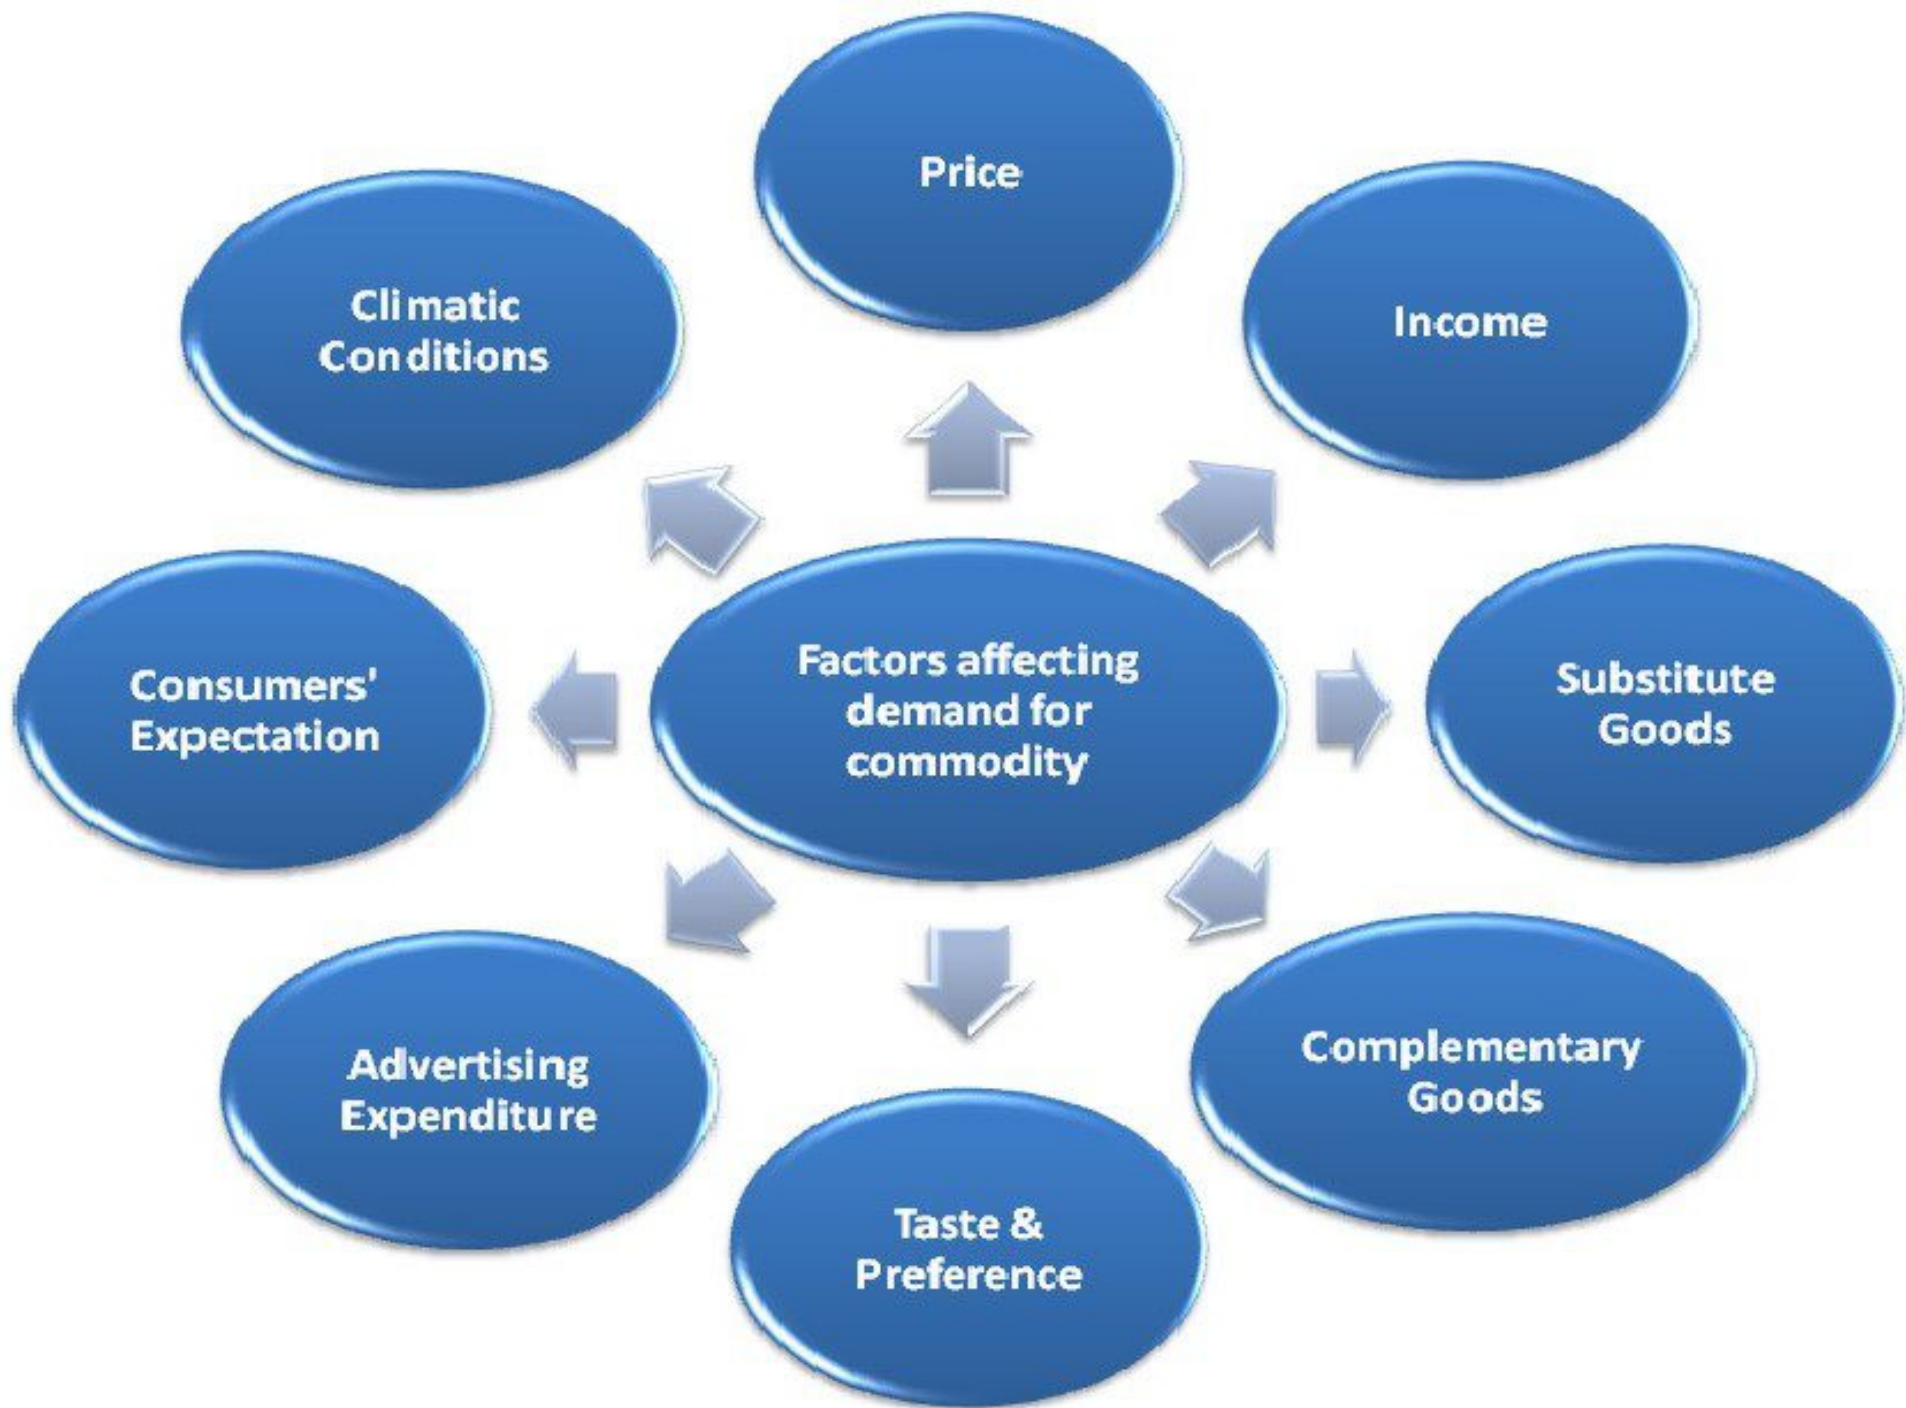 Price
Income
Substitute
Goods
Complementary
Goods
Taste &
Preference
Advertising
Expenditure
Consumers'
Expectation
Climatic
Conditions
Factors affecting
demand for
commodity